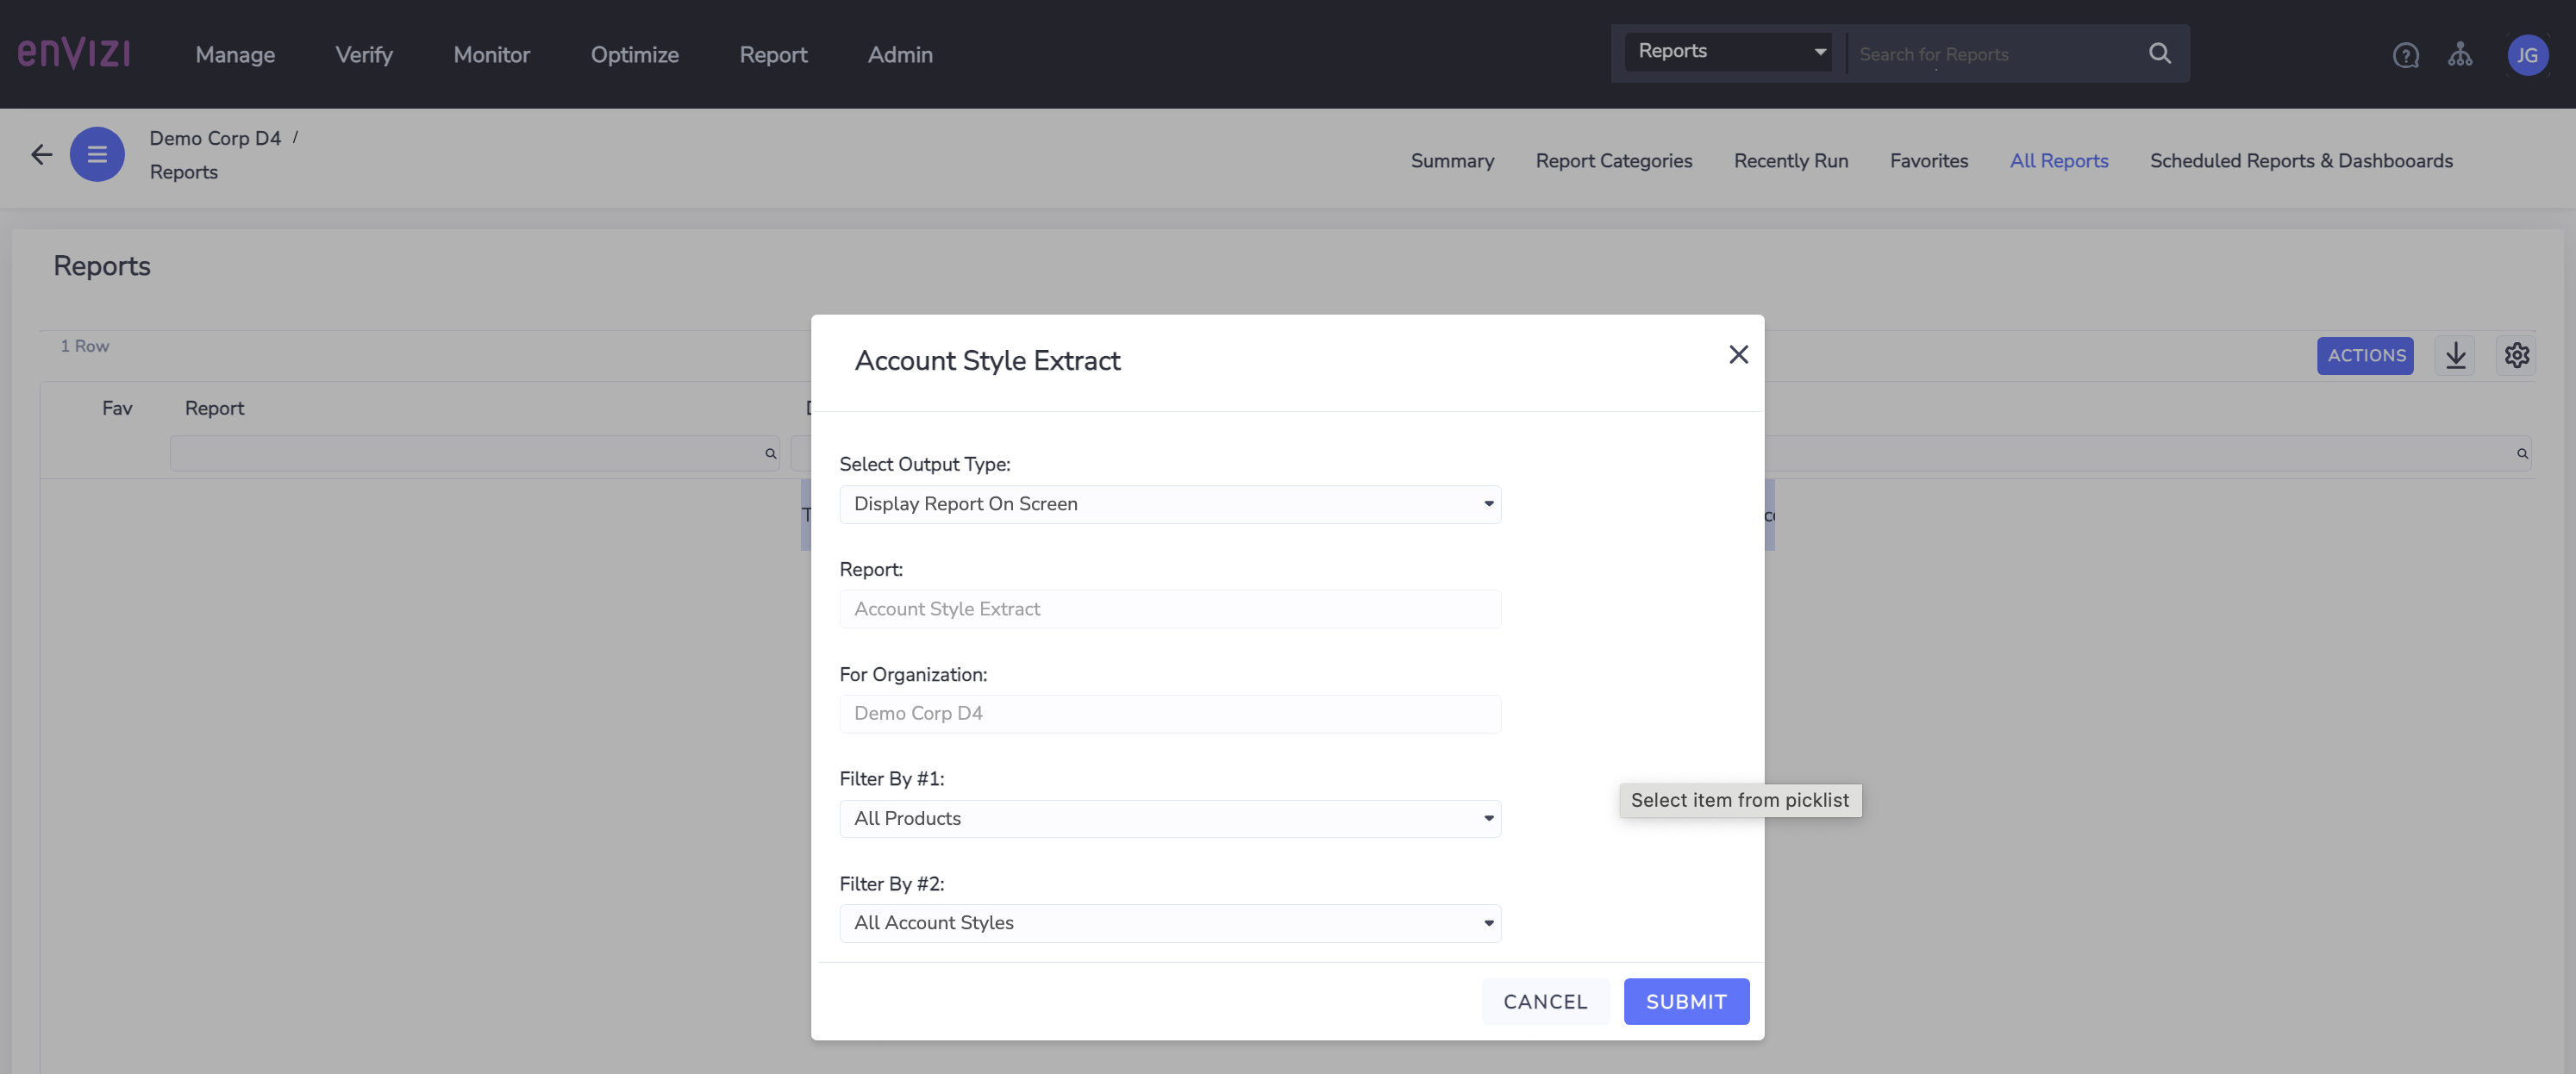 enVIZI
Manage
Verify
Monitor
Optimize
Report
Admin
Reports
Search for Reports
JG
Demo Corp D4 /
Reports
Summary
Report Categories
Recently Run
Favorites
All Reports
Scheduled Reports & Dashbooards
Reports
1 Row
ACTIONS
Fav
Report
Account Style Extract
Select Output Type:
Display Report On Screen
Report:
Account Style Extract
For Organization:
Demo Corp D4
Filter By #1:
All Products
Select item from picklist
Filter By #2:
All Account Styles
CANCEL
SUBMIT